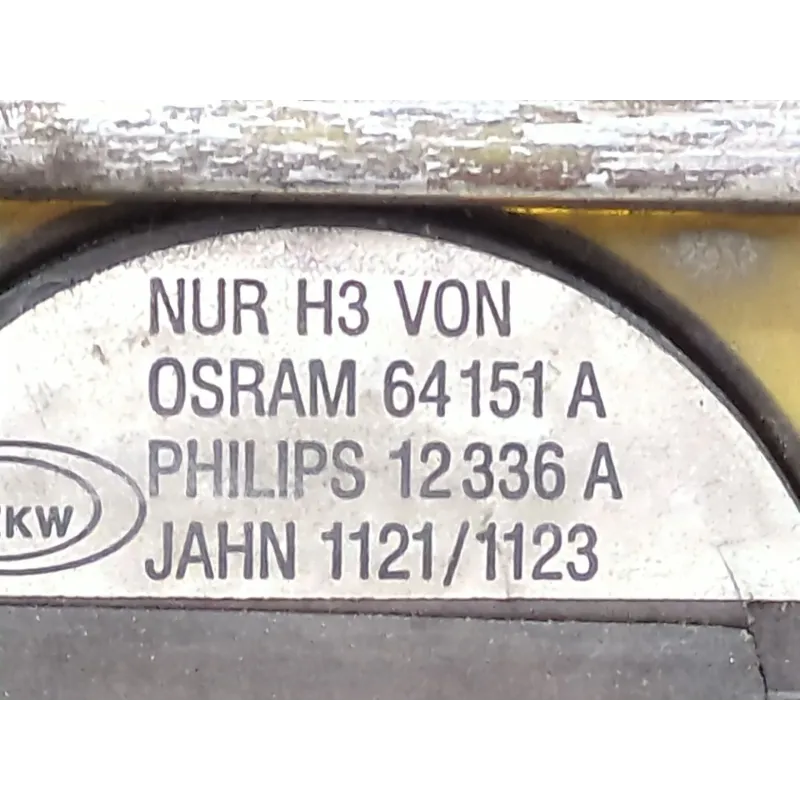 NUR H3 VON
OSRAM 64151 A
PHILIPS 12336 A
JAHN 1121/1123